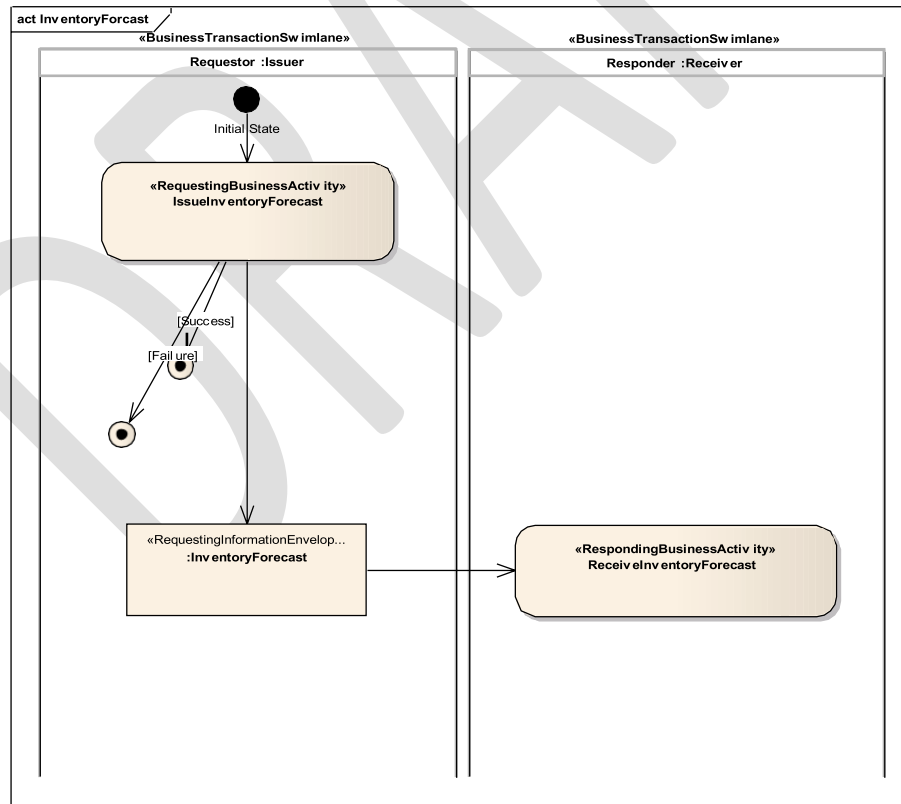 act InventoryForcast
«BusinessTransactionSwimlane»
«BusinessTransactionSwimlane»
Requestor :Issuer
Responder :Receiver
Initial State
«RequestingBusinessActivity»
IssueInventoryForecast
[Success]
[Failure]
«RequestingInformationEnvelop...
:InventoryForecast
«RespondingBusinessActivity»
ReceiveInventoryForecast